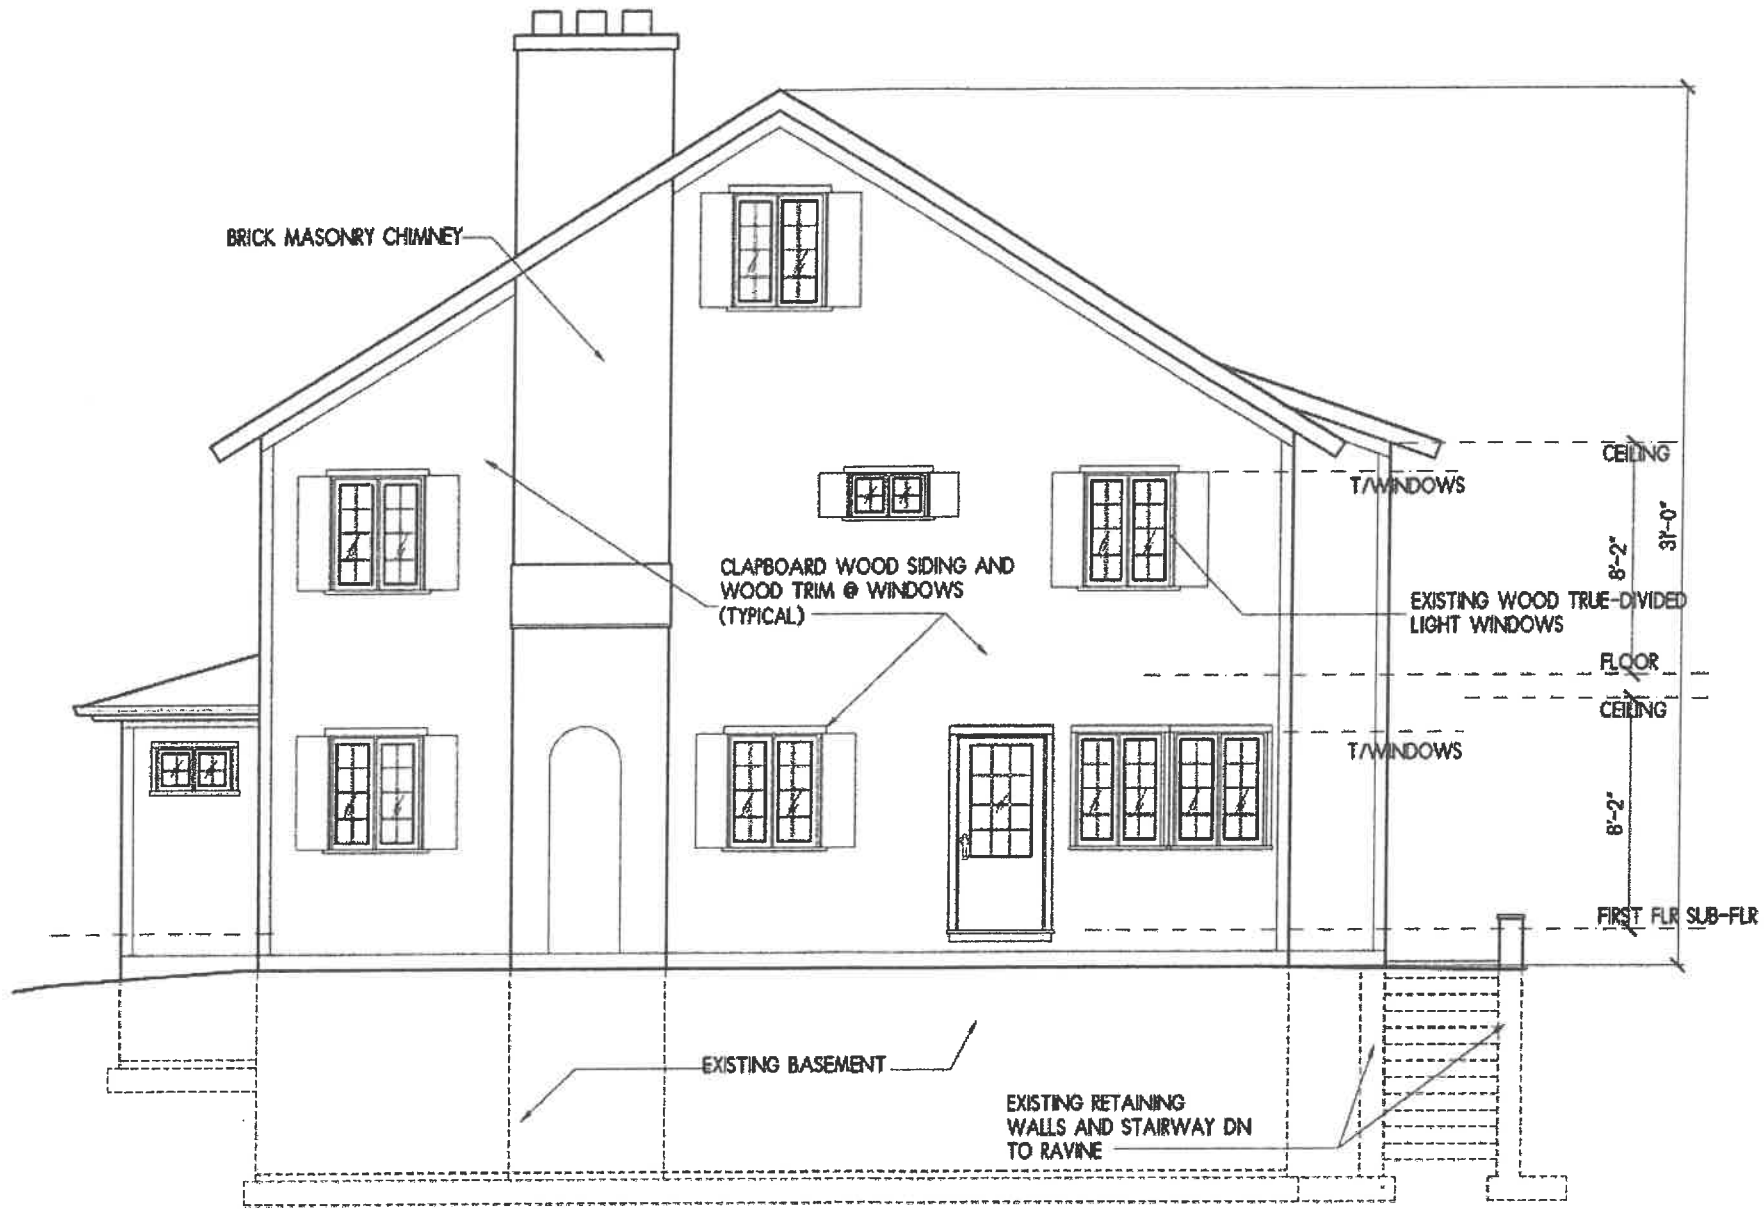 BRICK MASONRY CHIMNEY
CEILING
T/WINDOWS
8'-2"
31'-0"
CLAPBOARD WOOD SIDING AND
WOOD TRIM @ WINDOWS
(TYPICAL)
EXISTING WOOD TRUE-DIVIDED
LIGHT WINDOWS
FLOOR
CEILING
T/WINDOWS
8'-2"
FIRST FLR SUB-FLR
EXISTING BASEMENT
EXISTING RETAINING
WALLS AND STAIRWAY DN
TO RAVINE